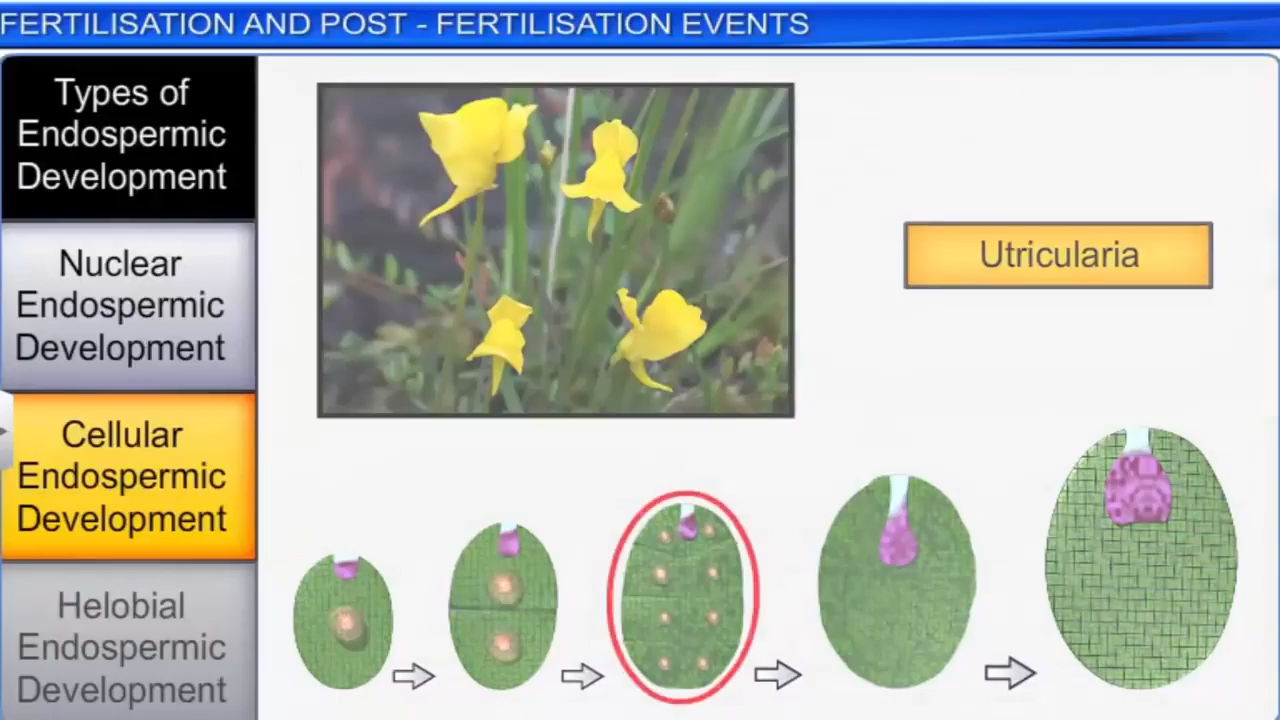 FERTILISATION AND POST - FERTILISATION EVENTS
Types of
Endospermic
Development
Nuclear
Endospermic
Development
Cellular
Endospermic
Development
Helobial
Endospermic
Development
Utricularia